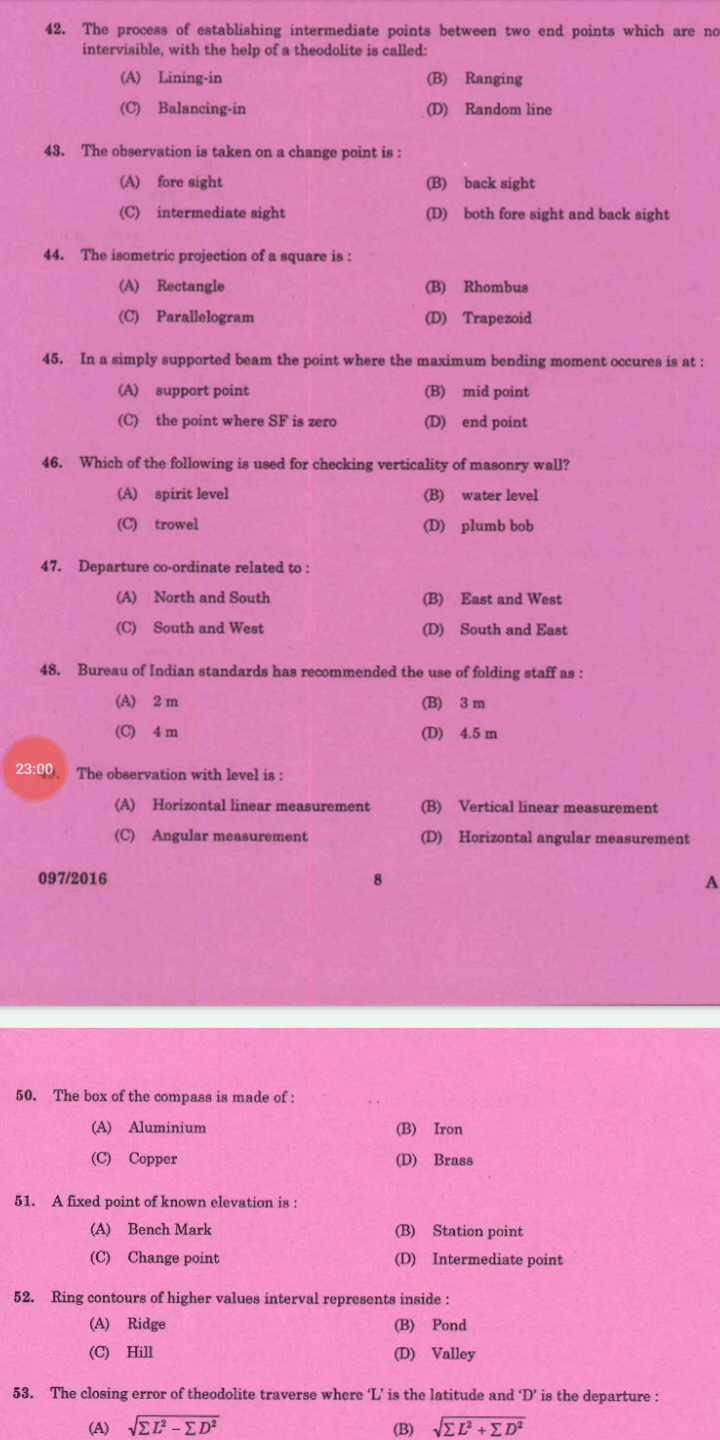 42. The process of establishing intermediate points between two end points which are no
intervisible, with the help of a theodolite is called:
(A) Lining-in (B) Ranging
(C) Balancing-in (D) Random line
43. The observation is taken on a change point is :
(A) fore sight (B) back sight
(C) intermediate sight (D) both fore sight and back sight
44. The isometric projection of a square is :
(A) Rectangle (B) Rhombus
(C) Parallelogram (D) Trapezoid
45. In a simply supported beam the point where the maximum bending moment occures is at :
(A) support point (B) mid point
(C) the point where SF is zero (D) end point
46. Which of the following is used for checking verticality of masonry wall?
(A) spirit level (B) water level
(C) trowel (D) plumb bob
47. Departure co-ordinate related to :
(A) North and South (B) East and West
(C) South and West (D) South and East
48. Bureau of Indian standards has recommended the use of folding staff as :
(A) 2 m (B) 3 m
(C) 4 m (D) 4.5 m
23:00 The observation with level is :
(A) Horizontal linear measurement (B) Vertical linear measurement
(C) Angular measurement (D) Horizontal angular measurement
097/2016 8 A
50. The box of the compass is made of :
(A) Aluminium (B) Iron
(C) Copper (D) Brass
51. A fixed point of known elevation is :
(A) Bench Mark (B) Station point
(C) Change point (D) Intermediate point
52. Ring contours of higher values interval represents inside :
(A) Ridge (B) Pond
(C) Hill (D) Valley
53. The closing error of theodolite traverse where 'L' is the latitude and 'D' is the departure :
(A) √ΣL² – ΣD² (B) √ΣL² + ΣD²